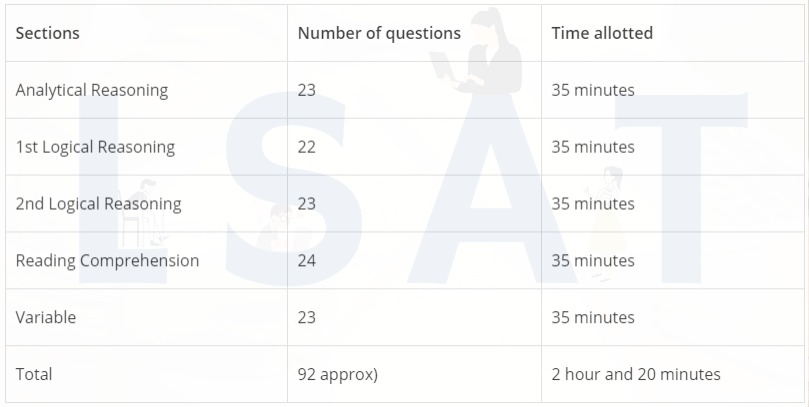 Sections Number of questions Time allotted
Analytical Reasoning 23 35 minutes
1st Logical Reasoning 22 35 minutes
2nd Logical Reasoning 23 35 minutes
Reading Comprehension 24 35 minutes
Variable 23 35 minutes
Total 92 approx) 2 hour and 20 minutes
LSAT